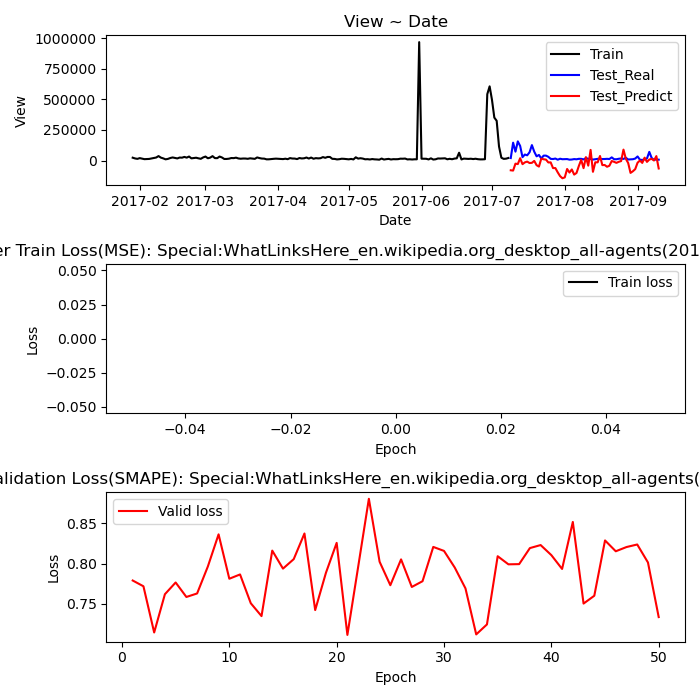 View ~ Date
1000000
750000
500000
250000
0
View
Train
Test_Real
Test_Predict
2017-02 2017-03 2017-04 2017-05 2017-06 2017-07 2017-08 2017-09
Date
er Train Loss(MSE): Special:WhatLinksHere_en.wikipedia.org_desktop_all-agents(201
0.050
0.025
0.000
−0.025
−0.050
Loss
Train loss
−0.04 −0.02 0.00 0.02 0.04
Epoch
alidation Loss(SMAPE): Special:WhatLinksHere_en.wikipedia.org_desktop_all-agents(
0.85
0.80
0.75
Loss
Valid loss
0 10 20 30 40 50
Epoch